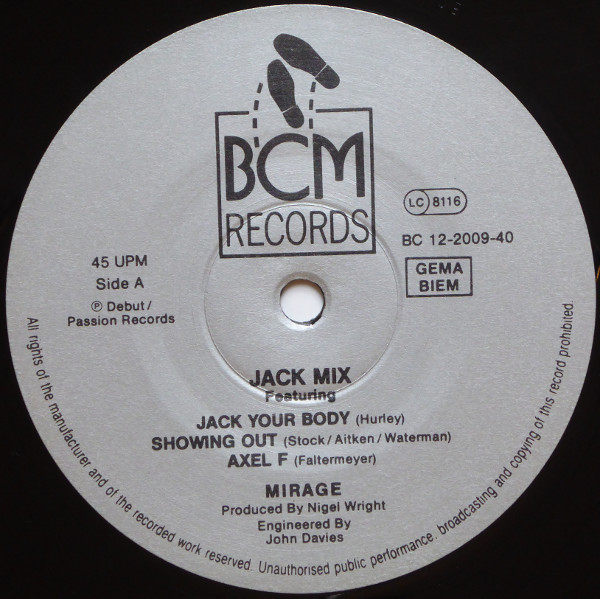 BCM
RECORDS
LC 8116
BC 12-2009-40
GEMA
BIEM
45 UPM
Side A
℗ Debut/
Passion Records
JACK MIX
Featuring
JACK YOUR BODY (Hurley)
SHOWING OUT (Stock/Aitken/Waterman)
AXEL F (Faltermeyer)
MIRAGE
Produced By Nigel Wright
Engineered By
John Davies
All rights of the manufacturer and of the recorded work reserved. Unauthorised public performance, broadcasting and copying of this record prohibited.